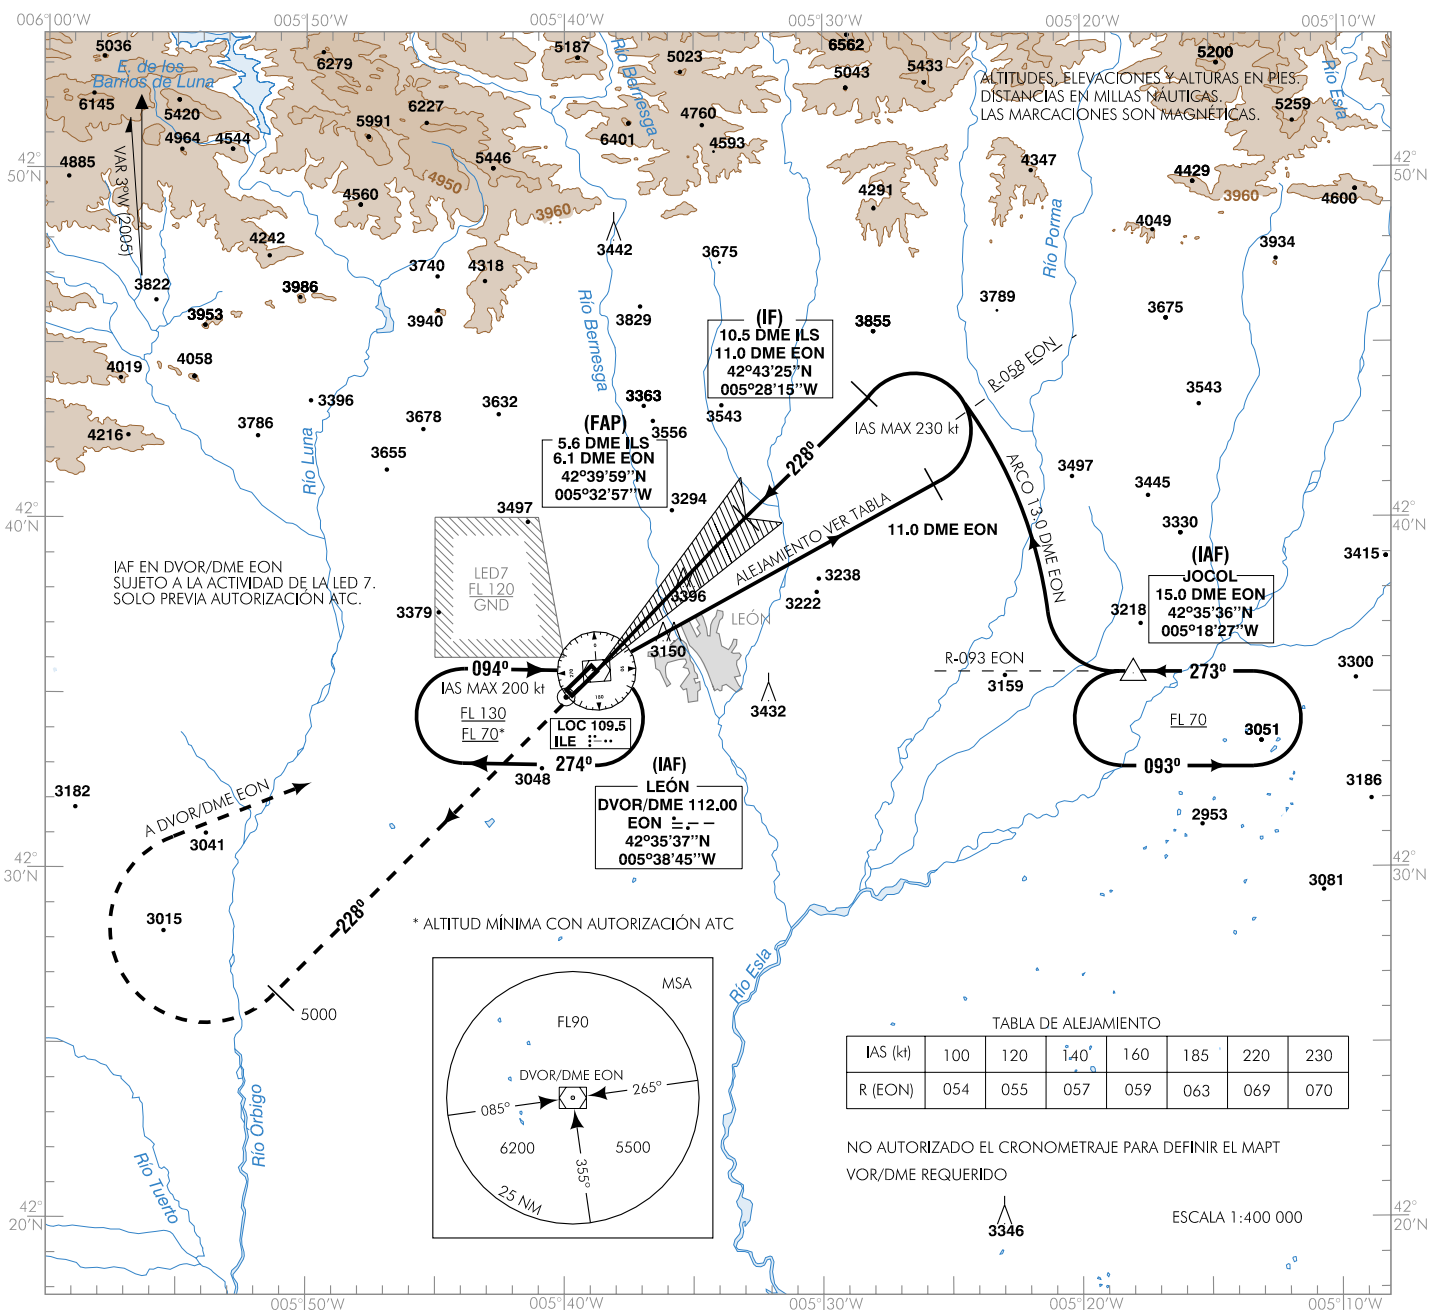 006°00'W
005°40'W
005°30'W
005°20'W
005°10'W
5036
6279
5187
5023
6562
5043
5433
5200
E. de los
Barrios de Luna
Río Bernesga
Río Esla
ALTITUDES, ELEVACIONES Y ALTURAS EN PIES.
DISTANCIAS EN MILLAS NÁUTICAS.
LAS MARCACIONES SON MAGNÉTICAS.
6145
5420
4964
4544
5991
6227
6401
4760
4593
5259
4885
VAR 3°W (2005)
5446
4950
4560
3960
4291
4347
4429
3960
4600
42°
50'N
42°
50'N
4242
3442
3675
Río Porma
4049
3934
3822
3986
3740
4318
3953
3940
3829
Río Bernesga
3855
3789
3675
(IF)
10.5 DME ILS
11.0 DME EON
42°43'25''N
005°28'15''W
4019
4058
R-058 EON
3396
3786
3678
3632
3363
3556
3543
3543
4216
3655
Río Luna
(FAP)
5.6 DME ILS
6.1 DME EON
42°39'59''N
005°32'57''W
IAS MAX 230 kt
228°
ARCO 13.0 DME EON
3497
3445
3497
3294
11.0 DME EON
3330
3415
42°
40'N
42°
40'N
ALEJAMIENTO VER TABLA
IAF EN DVOR/DME EON
SUJETO A LA ACTIVIDAD DE LA LED 7.
SOLO PREVIA AUTORIZACIÓN ATC.
LED7
FL 120
GND
3379
3396
3238
3222
LEÓN
3150
(IAF)
JOCOL
15.0 DME EON
42°35'36''N
005°18'27''W
3218
094°
IAS MAX 200 kt
FL 130
FL 70*
274°
LOC 109.5
ILE
3048
3432
R-093 EON
3159
273°
FL 70
3051
093°
3300
3186
(IAF)
LEÓN
DVOR/DME 112.00
EON
42°35'37''N
005°38'45''W
3182
A DVOR/DME EON
3041
2953
3081
42°
30'N
42°
30'N
3015
228°
5000
* ALTITUD MÍNIMA CON AUTORIZACIÓN ATC
Río Esla
MSA
FL90
DVOR/DME EON
085°
265°
6200
5500
355°
25 NM
TABLA DE ALEJAMIENTO
IAS (kt) 100 120 140 160 185 220 230
R (EON) 054 055 057 059 063 069 070
Río Orbigo
Río Tuerto
NO AUTORIZADO EL CRONOMETRAJE PARA DEFINIR EL MAPT
VOR/DME REQUERIDO
3346
ESCALA 1:400 000
42°
20'N
42°
20'N
005°50'W
005°40'W
005°30'W
005°20'W
005°10'W